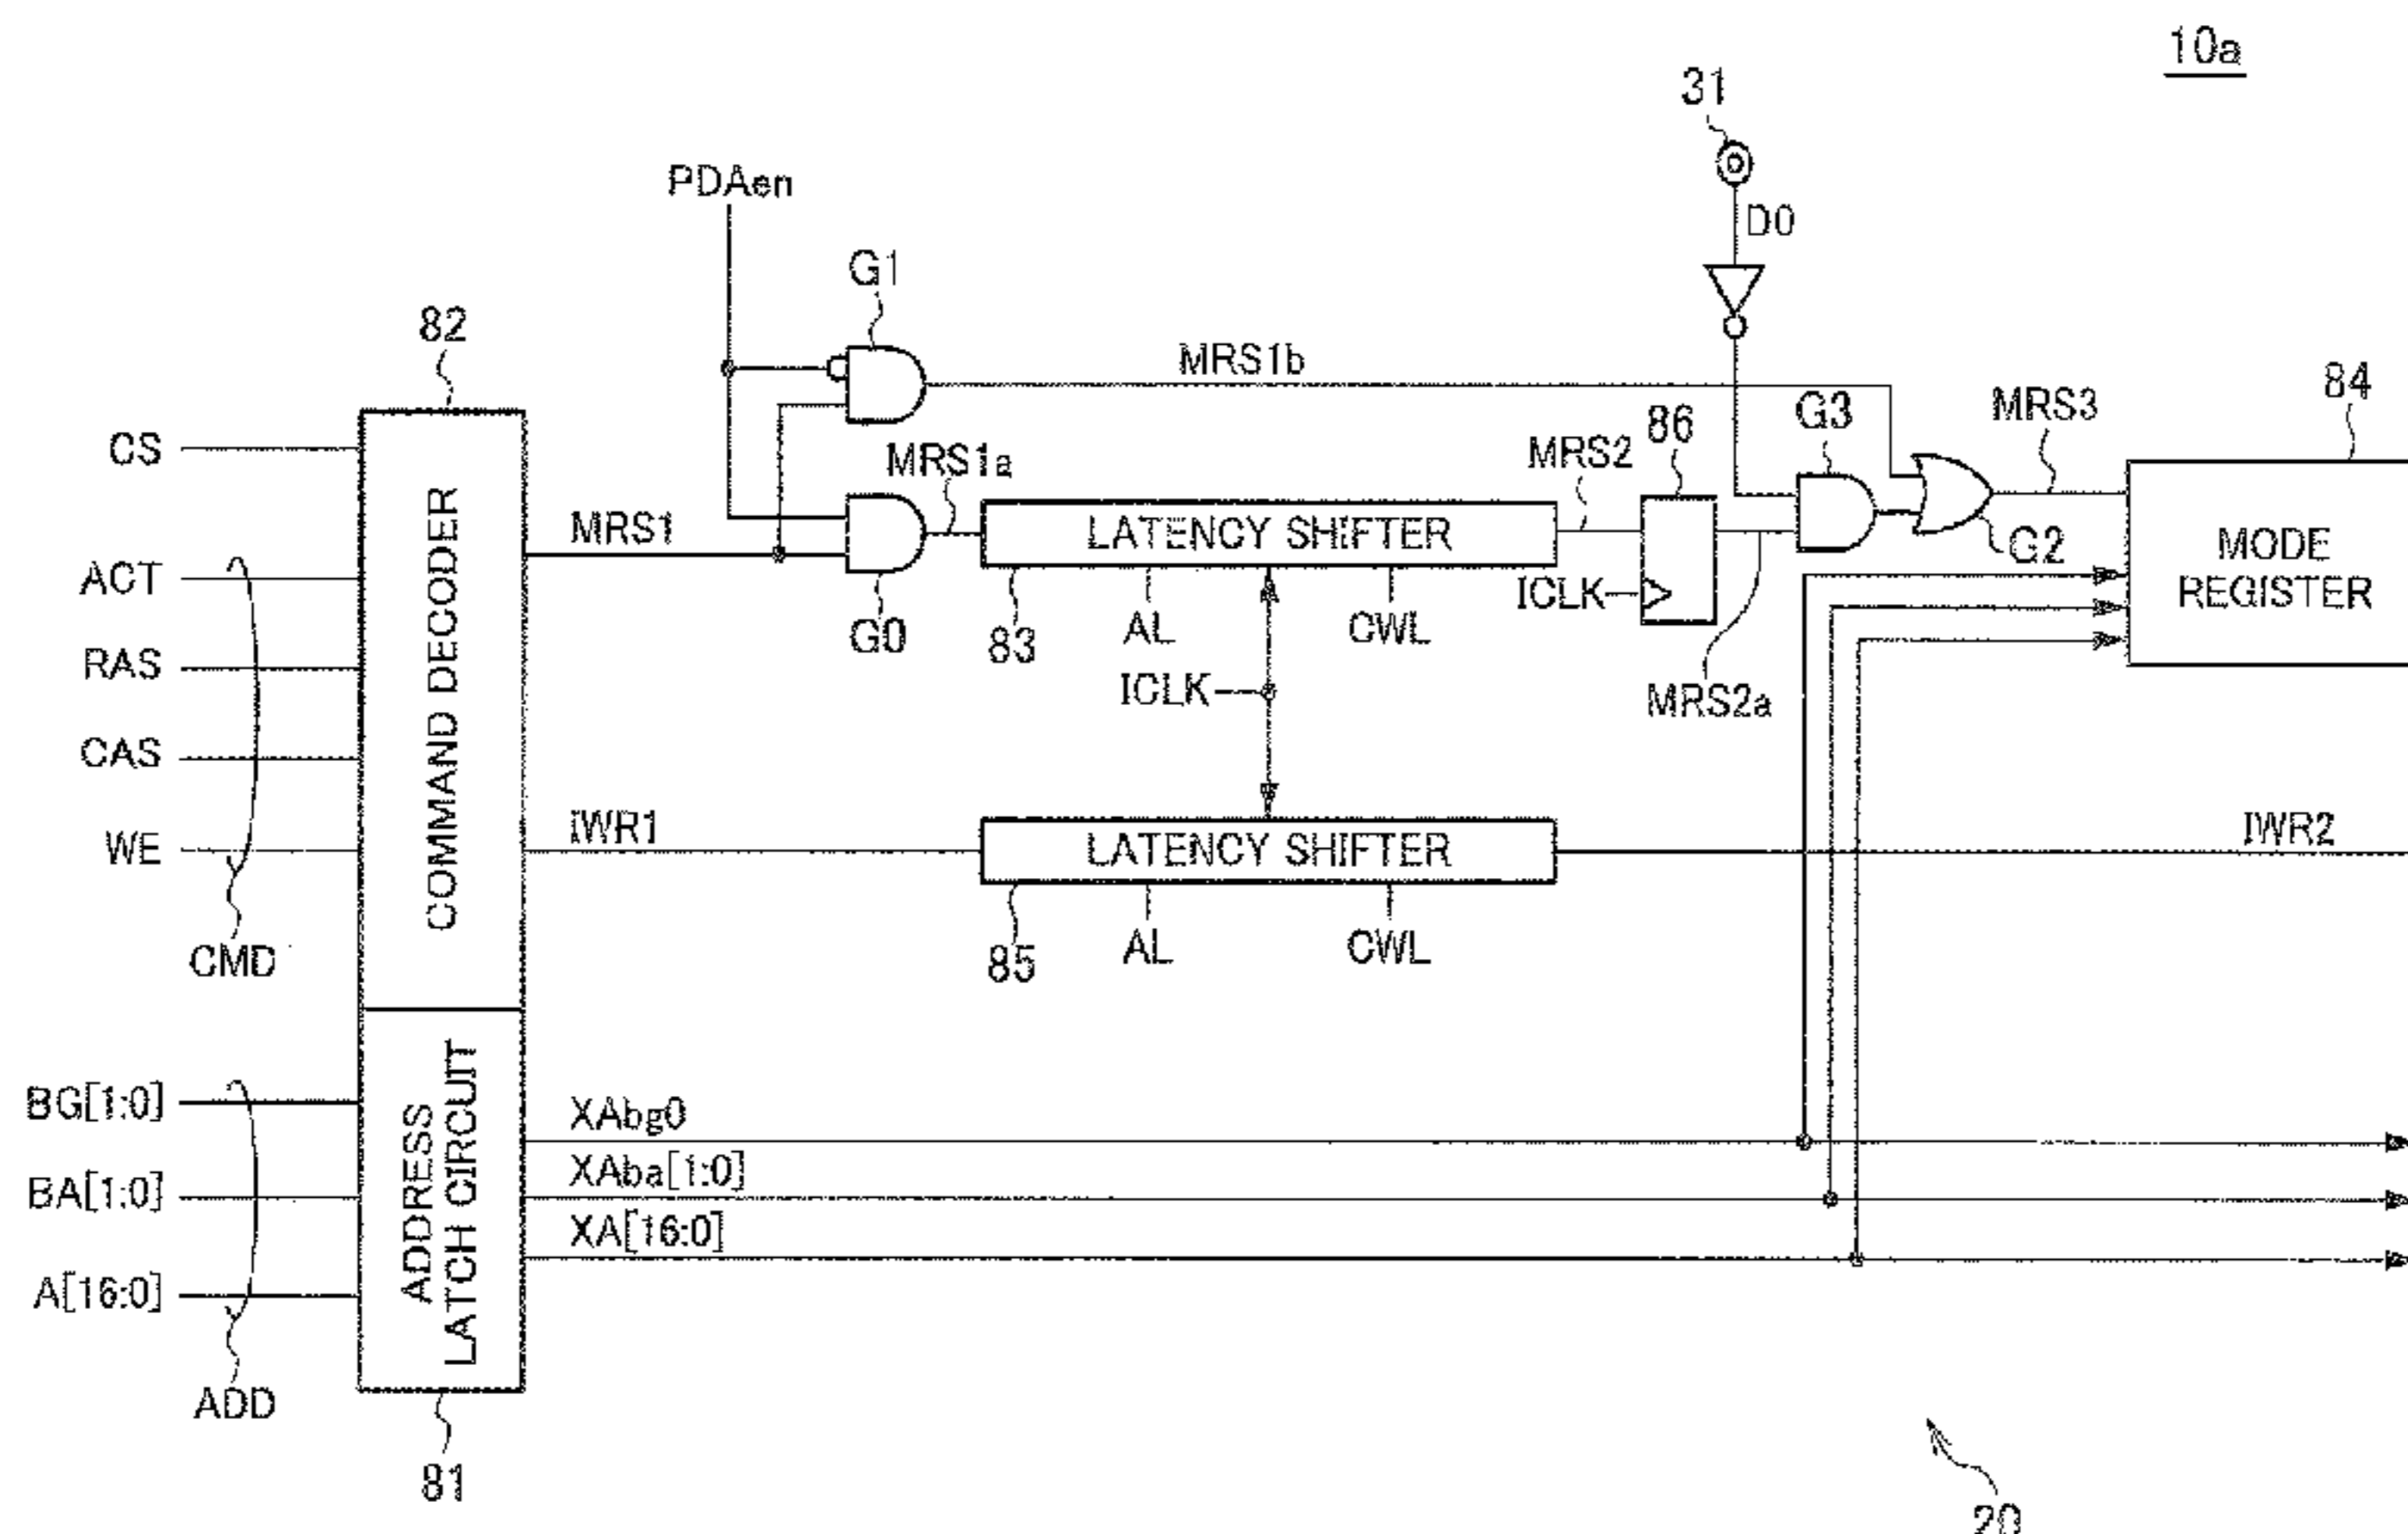 10a
31
PDAen
D0
G1
82
MRS1b
84
MRS3
G3
86
CS
MRS1a
MRS2
MRS1
LATENCY SHIFTER
MODE
REGISTER
G2
ACT
ICLK
G0
83
AL
CWL
RAS
COMMAND DECODER
ICLK
MRS2a
CAS
WE
IWR1
LATENCY SHIFTER
IWR2
CMD
85
AL
CWL
BG[1:0]
XAbg0
ADDRESS
LATCH CIRCUIT
BA[1:0]
XAba[1:0]
XA[16:0]
A[16:0]
ADD
81
20